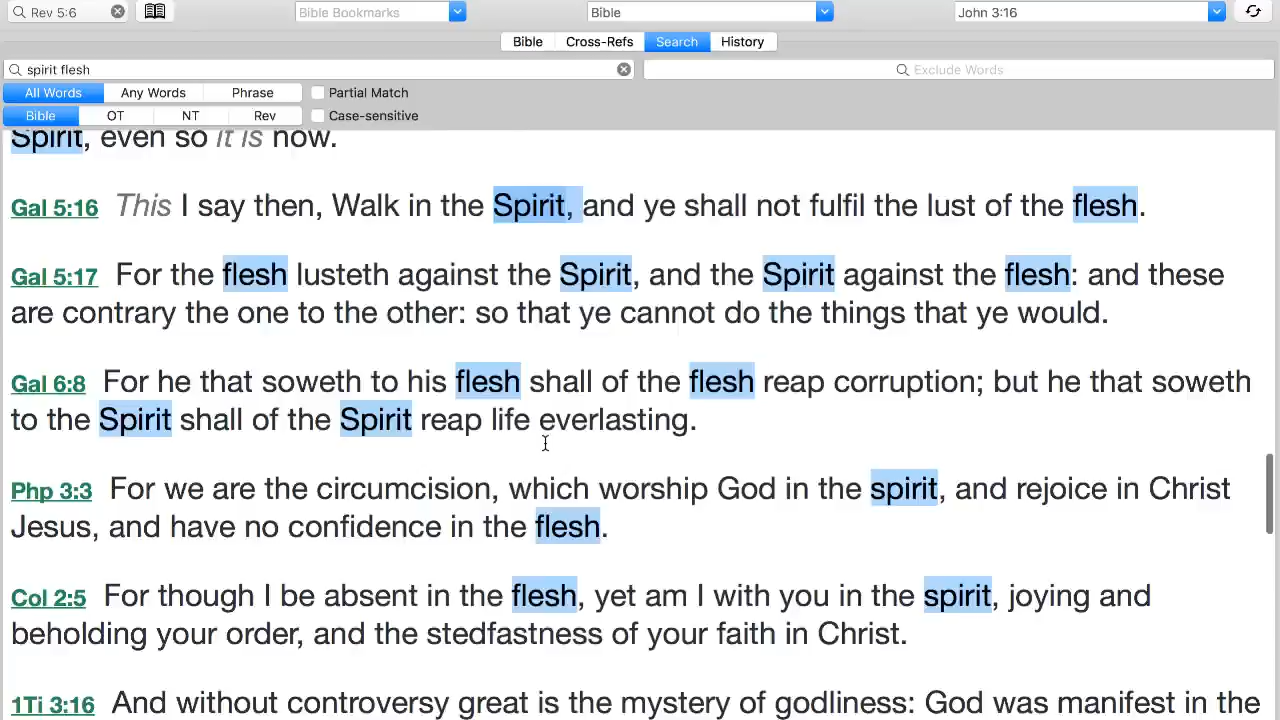 Rev 5:6 Bible Bookmarks Bible John 3:16
Bible Cross-Refs Search History
spirit flesh Exclude Words
All Words Any Words Phrase Partial Match
Bible OT NT Rev Case-sensitive
Spirit, even so it is now.
Gal 5:16 This I say then, Walk in the Spirit, and ye shall not fulfil the lust of the flesh.
Gal 5:17 For the flesh lusteth against the Spirit, and the Spirit against the flesh: and these
are contrary the one to the other: so that ye cannot do the things that ye would.
Gal 6:8 For he that soweth to his flesh shall of the flesh reap corruption; but he that soweth
to the Spirit shall of the Spirit reap life everlasting.
Php 3:3 For we are the circumcision, which worship God in the spirit, and rejoice in Christ
Jesus, and have no confidence in the flesh.
Col 2:5 For though I be absent in the flesh, yet am I with you in the spirit, joying and
beholding your order, and the stedfastness of your faith in Christ.
1Ti 3:16 And without controversy great is the mystery of godliness: God was manifest in the